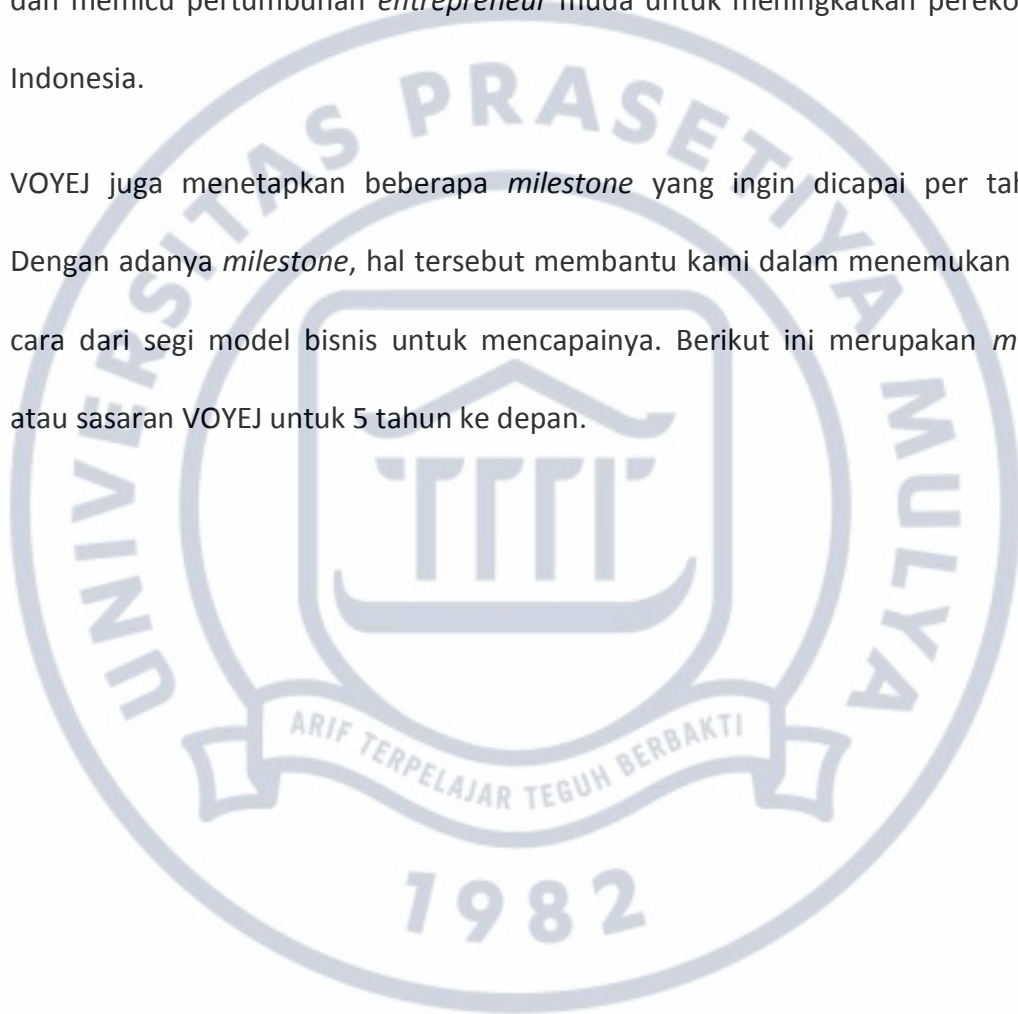 dan memicu pertumbuhan entrepreneur muda untuk meningkatkan pereko
Indonesia.
VOYEJ juga menetapkan beberapa milestone yang ingin dicapai per tah
Dengan adanya milestone, hal tersebut membantu kami dalam menemukan
cara dari segi model bisnis untuk mencapainya. Berikut ini merupakan m
atau sasaran VOYEJ untuk 5 tahun ke depan.
UNIVERSITAS PRASETIYA MULYA
ARIF TERPELAJAR TEGUH BERBAKTI
1982